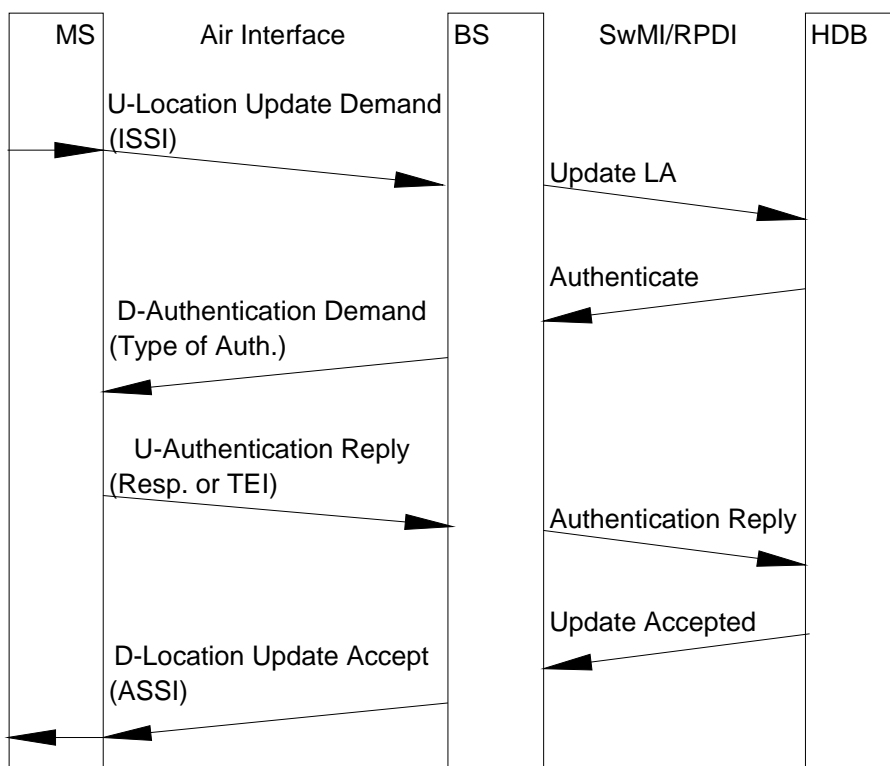 MS Air Interface BS SwMI/RPDI HDB
U-Location Update Demand
(ISSI)
Update LA
Authenticate
D-Authentication Demand
(Type of Auth.)
U-Authentication Reply
(Resp. or TEI)
Authentication Reply
Update Accepted
D-Location Update Accept
(ASSI)